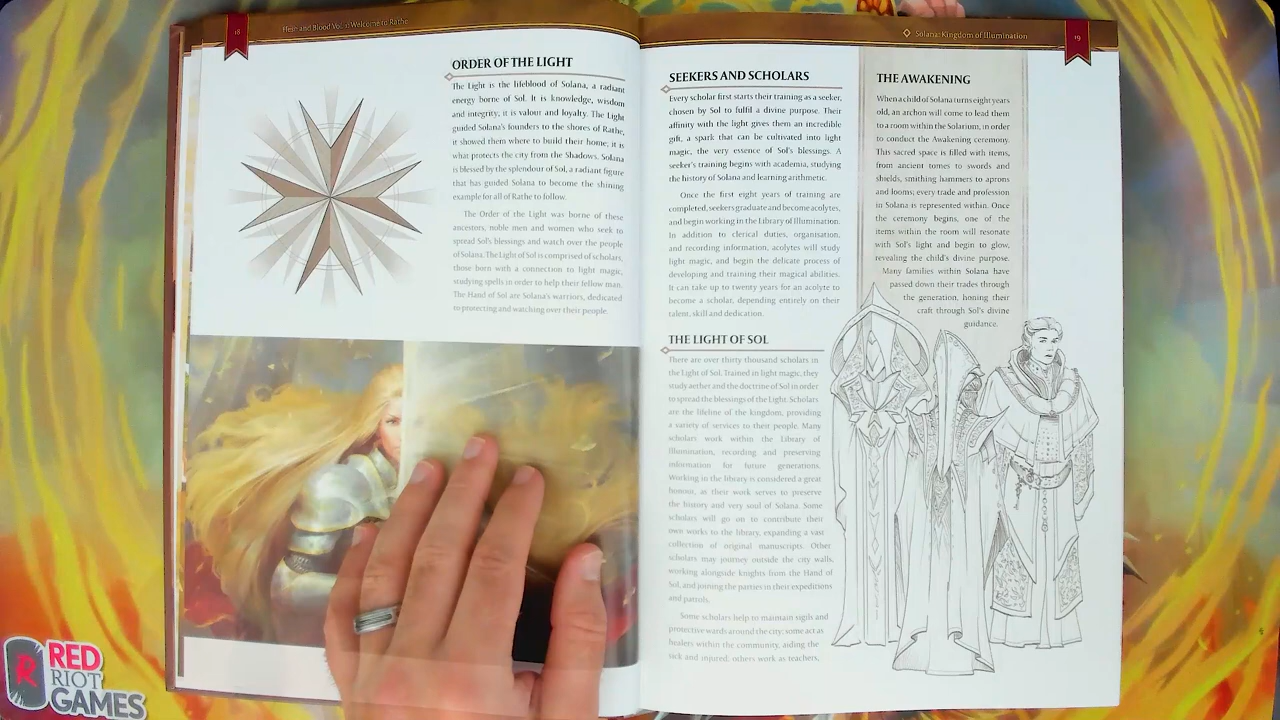 18
Flesh and Blood Vol. 1: Welcome to Rathe
ORDER OF THE LIGHT
The Light is the lifeblood of Solana, a radiant
energy borne of Sol. It is knowledge, wisdom
and integrity, it is valour and loyalty. The Light
guided Solana's founders to the shores of Rathe,
it showed them where to build their home; it is
what protects the city from the Shadows. Solana
is blessed by the splendour of Sol, a radiant figure
that has guided Solana to become the shining
example for all of Rathe to follow.
The Order of the Light was borne of these
ancestors, noble men and women who seek to
spread Sol's blessings and watch over the people
of Solana. The Light of Sol is comprised of scholars,
those born with a connection to light magic,
studying spells in order to help their fellow man.
The Hand of Sol are Solana's warriors, dedicated
to protecting and watching over their people.
Solana: Kingdom of Illumination
19
SEEKERS AND SCHOLARS
Every scholar first starts their training as a seeker,
chosen by Sol to fulfil a divine purpose. Their
affinity with the light gives them an incredible
gift, a spark that can be cultivated into light
magic, the very essence of Sol's blessings. A
seeker's training begins with academia, studying
the history of Solana and learning arithmetic.
Once the first eight years of training are
completed, seekers graduate and become acolytes,
and begin working in the Library of Illumination.
In addition to clerical duties, organisation,
and recording information, acolytes will study
light magic, and begin the delicate process of
developing and training their magical abilities.
It can take up to twenty years for an acolyte to
become a scholar, depending entirely on their
talent, skill and dedication.
THE LIGHT OF SOL
There are over thirty thousand scholars in
the Light of Sol. Trained in light magic, they
study aether and the doctrine of Sol in order
to spread the blessings of the Light. Scholars
are the lifeline of the kingdom, providing
a variety of services to their people. Many
scholars work within the Library of
Illumination, recording and preserving
information for future generations.
Working in the library is considered a great
honour, as their work serves to preserve
the history and very soul of Solana. Some
scholars will go on to contribute their
own works to the library, expanding a vast
collection of original manuscripts. Other
scholars may journey outside the city walls,
working alongside knights from the Hand of
Sol, and joining the parties in their expeditions
and patrols.
Some scholars help to maintain sigils and
protective wards around the city; some act as
healers within the community, aiding the
sick and injured; others work as teachers,
THE AWAKENING
When a child of Solana turns eight years
old, an archon will come to lead them
to a room within the Solarium, in order
to conduct the Awakening ceremony.
This sacred space is filled with items,
from ancient tomes to swords and
shields, smithing hammers to aprons
and looms; every trade and profession
in Solana is represented within. Once
the ceremony begins, one of the
items within the room will resonate
with Sol's light and begin to glow,
revealing the child's divine purpose.
Many families within Solana have
passed down their trades through
the generation, honing their
craft through Sol's divine
guidance.
R
RED
RIOT
GAMES